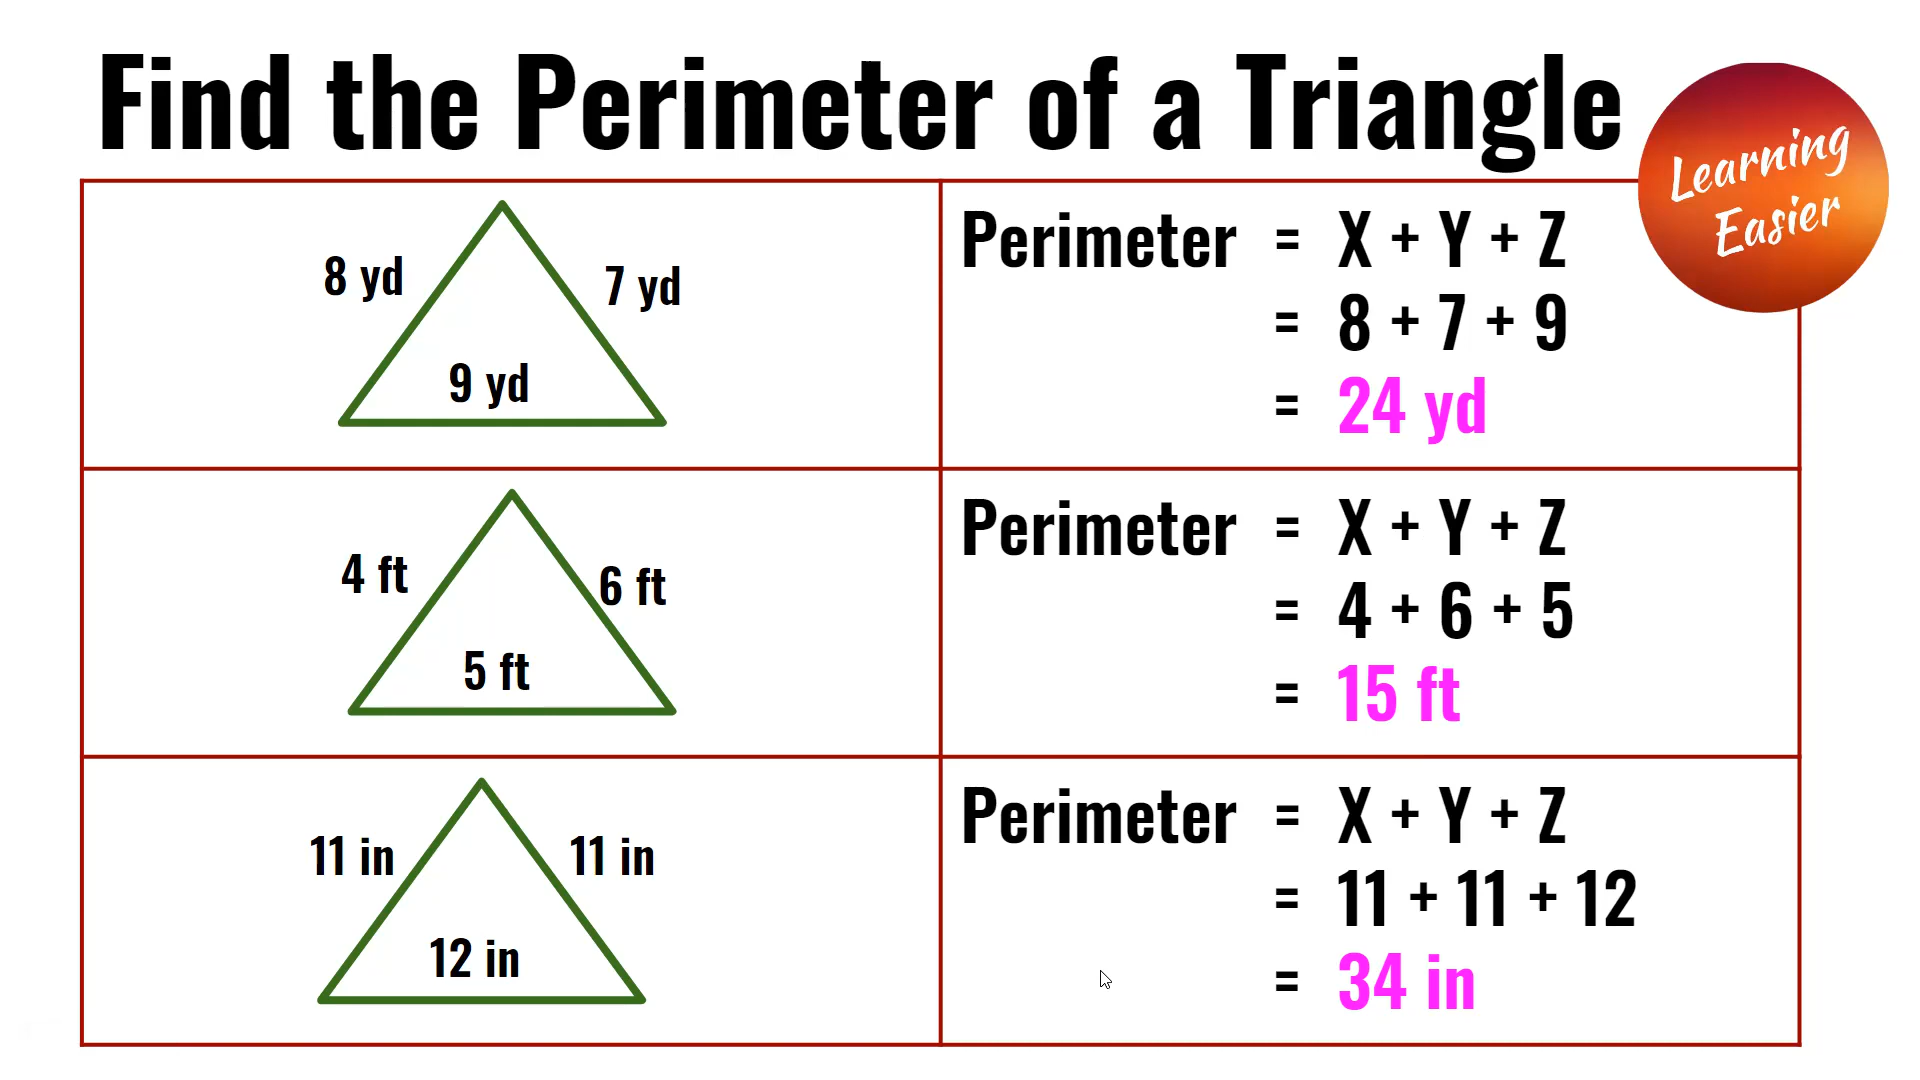 Find the Perimeter of a Triangle
Learning
Easier
8 yd
7 yd
9 yd
Perimeter = X + Y + Z
= 8 + 7 + 9
= 24 yd
4 ft
6 ft
5 ft
Perimeter = X + Y + Z
= 4 + 6 + 5
= 15 ft
11 in
11 in
12 in
Perimeter = X + Y + Z
= 11 + 11 + 12
= 34 in